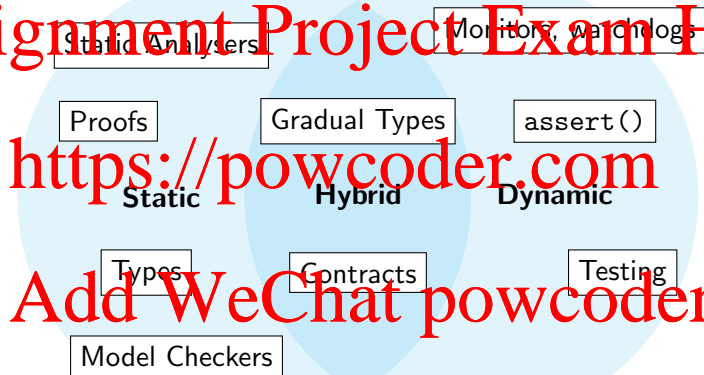 ignment Project Exam H
Static Analysers
Monitors, watchdogs
Proofs
Gradual Types
assert()
https://powcoder.com
Static
Hybrid
Dynamic
Types
Contracts
Testing
Add WeChat powcoder
Model Checkers